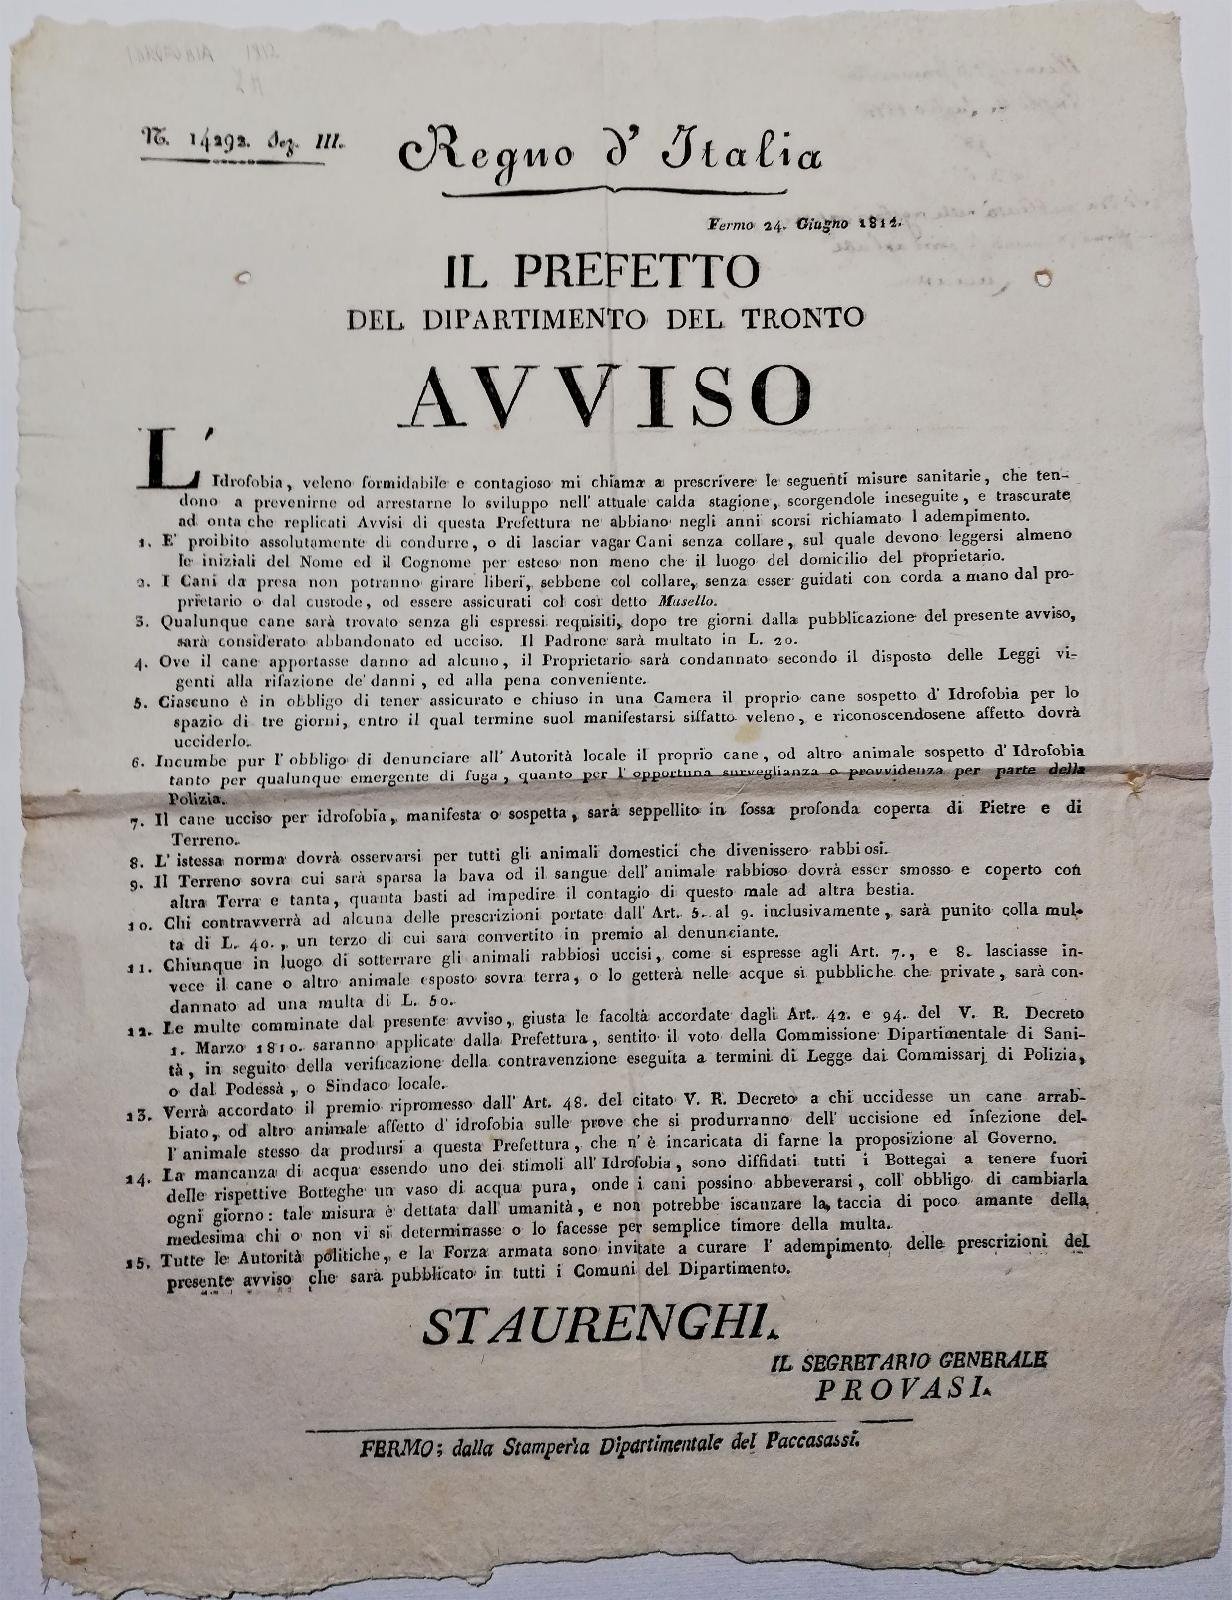 N. 14292. Sez. III.
Regno d' Italia
Fermo 24. Giugno 1812.
IL PREFETTO
DEL DIPARTIMENTO DEL TRONTO
AVVISO
L' Idrofobia, veleno formidabile e contagioso mi chiama a prescrivere le seguenti misure sanitarie, che ten-
dono a prevenirne od arrestarne lo sviluppo nell' attuale calda stagione, scorgendole ineseguite, e trascurate
ad onta che replicati Avvisi di questa Prefettura ne abbiano negli anni scorsi richiamato l adempimento.
1. E' proibito assolutamente di condurre, o di lasciar vagar Cani senza collare, sul quale devono leggersi almeno
le iniziali del Nome ed il Cognome per esteso non meno che il luogo del domicilio del proprietario.
2. I Cani da presa non potranno girare liberi, sebbene col collare, senza esser guidati con corda a mano dal pro-
prietario o dal custode, od essere assicurati col così detto Musello.
3. Qualunque cane sarà trovato senza gli espressi requisiti, dopo tre giorni dalla pubblicazione del presente avviso,
sarà considerato abbandonato ed ucciso. Il Padrone sarà multato in L. 20.
4. Ove il cane apportasse danno ad alcuno, il Proprietario sarà condannato secondo il disposto delle Leggi vi-
genti alla rifazione de' danni, ed alla pena conveniente.
5. Ciascuno è in obbligo di tener assicurato e chiuso in una Camera il proprio cane sospetto d' Idrofobia per lo
spazio di tre giorni, entro il qual termine suol manifestarsi siffatto veleno, e riconoscendosene affetto dovrà
ucciderlo.
6. Incumbe pur l' obbligo di denunciare all' Autorità locale il proprio cane, od altro animale sospetto d' Idrofobia
tanto per qualunque emergente di fuga, quanto per l' opportuna surveglianza o provvidenza per parte della
Polizia.
7. Il cane ucciso per idrofobia, manifesta o sospetta, sarà seppellito in fossa profonda coperta di Pietre e di
Terreno.
8. L' istessa norma dovrà osservarsi per tutti gli animali domestici che divenissero rabbiosi.
9. Il Terreno sovra cui sarà sparsa la bava od il sangue dell' animale rabbioso dovrà esser smosso e coperto con
altra Terra e tanta, quanta basti ad impedire il contagio di questo male ad altra bestia.
10. Chi contravverrà ad alcuna delle prescrizioni portate dall' Art. 5. al 9. inclusivamente, sarà punito colla mul-
ta di L. 40., un terzo di cui sarà convertito in premio al denunciante.
11. Chiunque in luogo di sotterrare gli animali rabbiosi uccisi, come si espresse agli Art. 7., e 8. lasciasse in-
vece il cane o altro animale esposto sovra terra, o lo getterà nelle acque sì pubbliche che private, sarà con-
dannato ad una multa di L. 50.
12. Le multe comminate dal presente avviso, giusta le facoltà accordate dagli Art. 42. e 94. del V. R. Decreto
1. Marzo 1810. saranno applicate dalla Prefettura, sentito il voto della Commissione Dipartimentale di Sani-
tà, in seguito della verificazione della contravenzione eseguita a termini di Legge dai Commissarj di Polizia,
o dal Podessà, o Sindaco locale.
13. Verrà accordato il premio ripromesso dall' Art. 48. del citato V. R. Decreto a chi uccidesse un cane arrab-
biato, od altro animale affetto d' idrofobia sulle prove che si produrranno dell' uccisione ed infezione del-
l' animale stesso da prodursi a questa Prefettura, che n' è incaricata di farne la proposizione al Governo.
14. La mancanza di acqua essendo uno dei stimoli all' Idrofobia, sono diffidati tutti i Bottegai a tenere fuori
delle rispettive Botteghe un vaso di acqua pura, onde i cani possino abbeverarsi, coll obbligo di cambiarla
ogni giorno: tale misura è dettata dall' umanità, e non potrebbe iscanzare la taccia di poco amante della
medesima chi o non vi si determinasse o lo facesse per semplice timore della multa.
15. Tutte le Autorità politiche, e la Forza armata sono invitate a curare l' adempimento delle prescrizioni del
presente avviso che sarà pubblicato in tutti i Comuni del Dipartimento.
STAURENGHI.
IL SEGRETARIO GENERALE
PROVASI.
FERMO; dalla Stamperia Dipartimentale del Paccasassi.